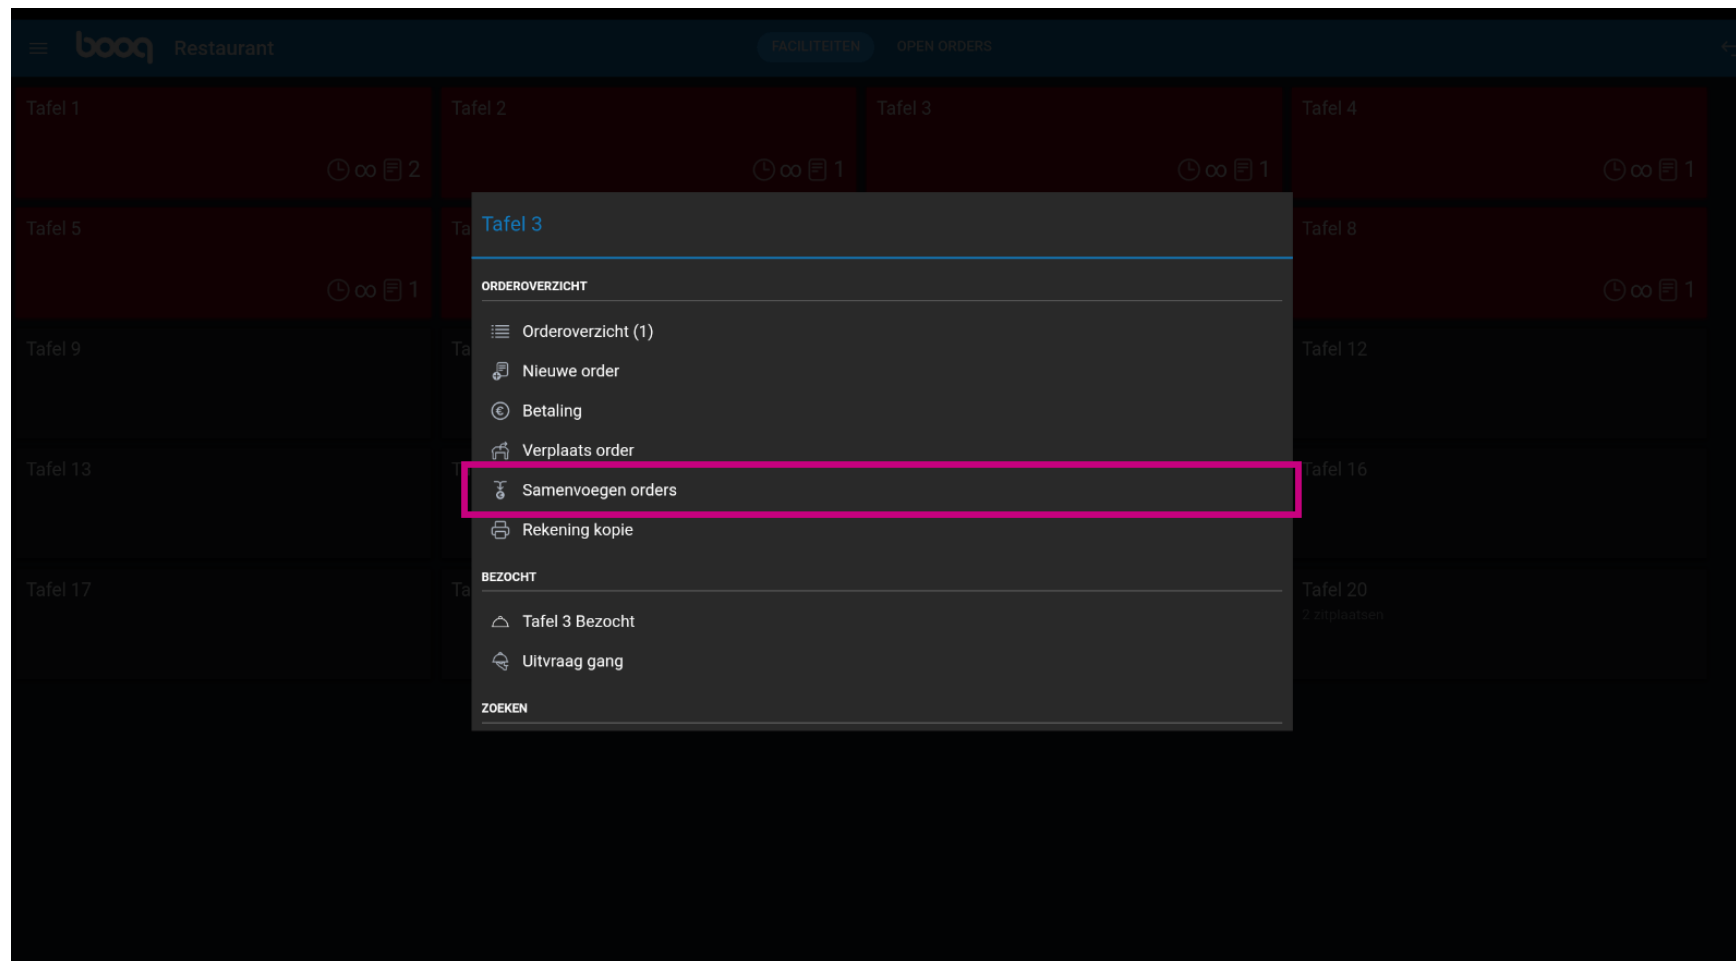 booq Restaurant FACILITEITEN OPEN ORDERS
Tafel 1 Tafel 2 Tafel 3 Tafel 4
∞ 2 ∞ 1 ∞ 1 ∞ 1
Tafel 5 Ta Tafel 8
∞ 1 ∞ 1
Tafel 9 Ta Tafel 12
Tafel 13 T Tafel 16
Tafel 17 Ta Tafel 20
2 zitplaatsen
Tafel 3
ORDEROVERZICHT
Orderoverzicht (1)
Nieuwe order
Betaling
Verplaats order
Samenvoegen orders
Rekening kopie
BEZOCHT
Tafel 3 Bezocht
Uitvraag gang
ZOEKEN